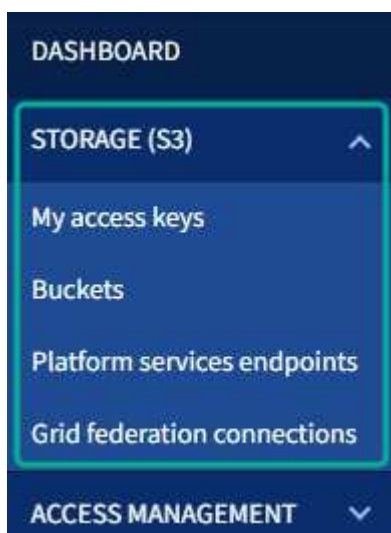 DASHBOARD
STORAGE (S3)
My access keys
Buckets
Platform services endpoints
Grid federation connections
ACCESS MANAGEMENT